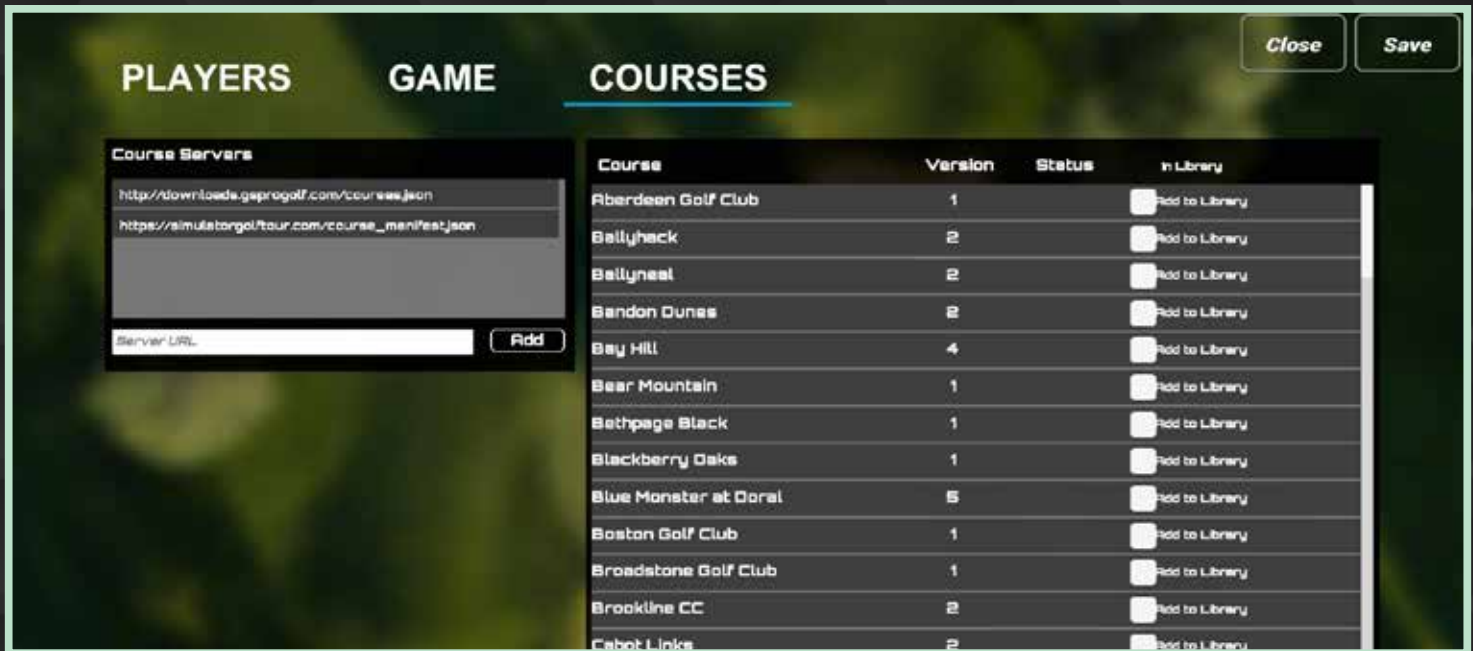 Close Save
PLAYERS GAME COURSES
Course Servers
http://downloads.gsprogolf.com/courses.json
https://simulatorgolftour.com/course_manifest.json
Server URL... Add
Course Version Status In Library
Aberdeen Golf Club 1 Add to Library
Ballyhack 2 Add to Library
Ballyneal 2 Add to Library
Bandon Dunes 2 Add to Library
Bay Hill 4 Add to Library
Bear Mountain 1 Add to Library
Bethpage Black 1 Add to Library
Blackberry Oaks 1 Add to Library
Blue Monster at Doral 5 Add to Library
Boston Golf Club 1 Add to Library
Broadstone Golf Club 1 Add to Library
Brookline CC 2 Add to Library
Cabot Links 2 Add to Library